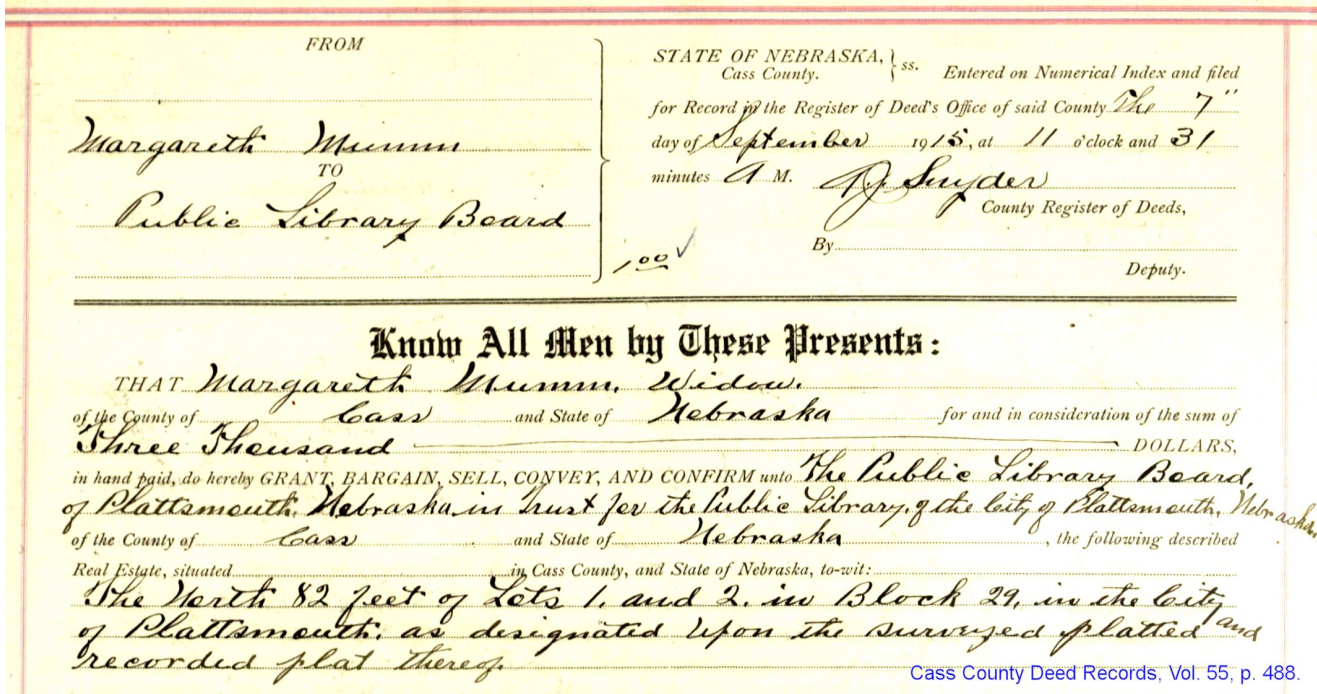 FROM
Margareth Mumm
TO
Public Library Board
1.00 ✓
STATE OF NEBRASKA, } ss.
Cass County.
Entered on Numerical Index and filed
for Record in the Register of Deed's Office of said County The 7"
day of September 1915, at 11 o'clock and 31
minutes A M. Snyder
County Register of Deeds,
By
Deputy.
Know All Men by These Presents:
THAT Margareth Mumm, Widow.
of the County of Cass and State of Nebraska for and in consideration of the sum of
Three Thousand DOLLARS,
in hand paid, do hereby GRANT, BARGAIN, SELL, CONVEY, AND CONFIRM unto The Public Library Board,
of Plattsmouth, Nebraska in Trust for the Public Library, of the City of Plattsmouth, Nebraska
of the County of Cass and State of Nebraska, the following described
Real Estate, situated in Cass County, and State of Nebraska, to-wit:
The North 82 feet of Lots 1, and 2, in Block 29, in the City
of Plattsmouth, as designated upon the surveyed platted and
recorded plat thereof.
Cass County Deed Records, Vol. 55, p. 488.